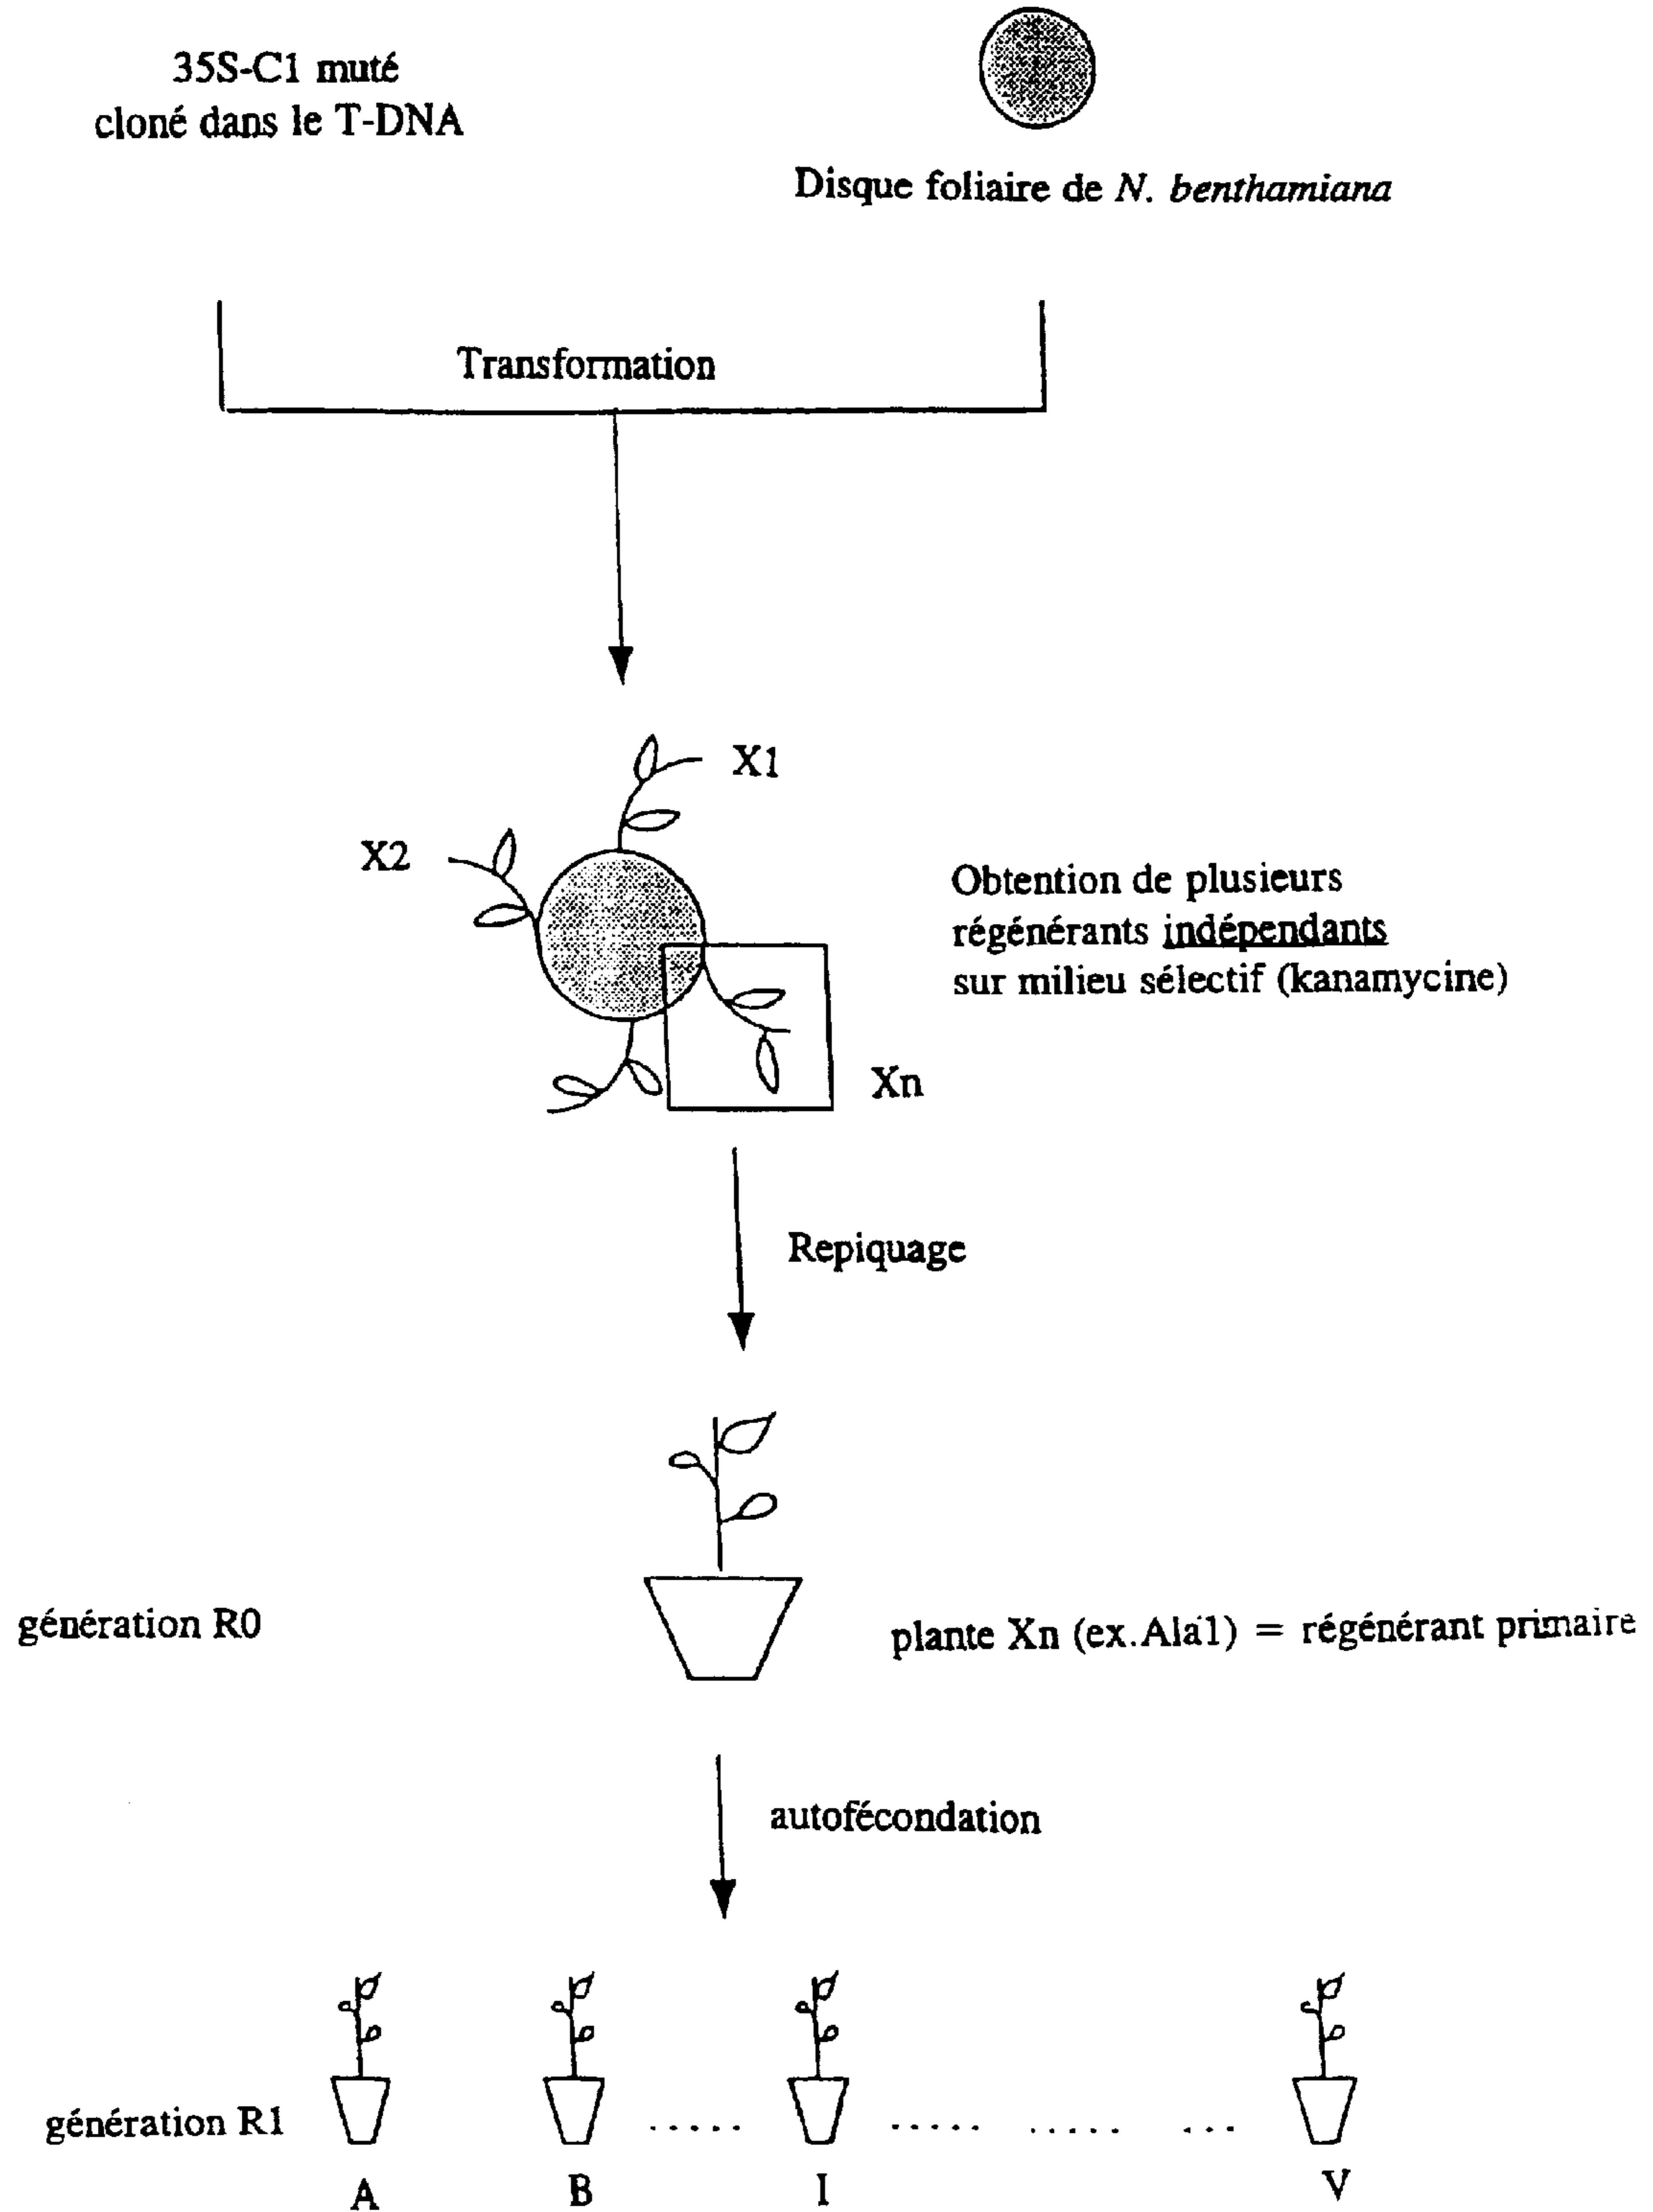 35S-C1 muté
cloné dans le T-DNA
Disque foliaire de N. benthamiana
Transformation
X1
X2
Obtention de plusieurs
régénérants indépendants
sur milieu sélectif (kanamycine)
Xn
Repiquage
génération R0
plante Xn (ex.Ala1) = régénérant primaire
autofécondation
génération R1
A
B
.....
I
.....
.....
...
V